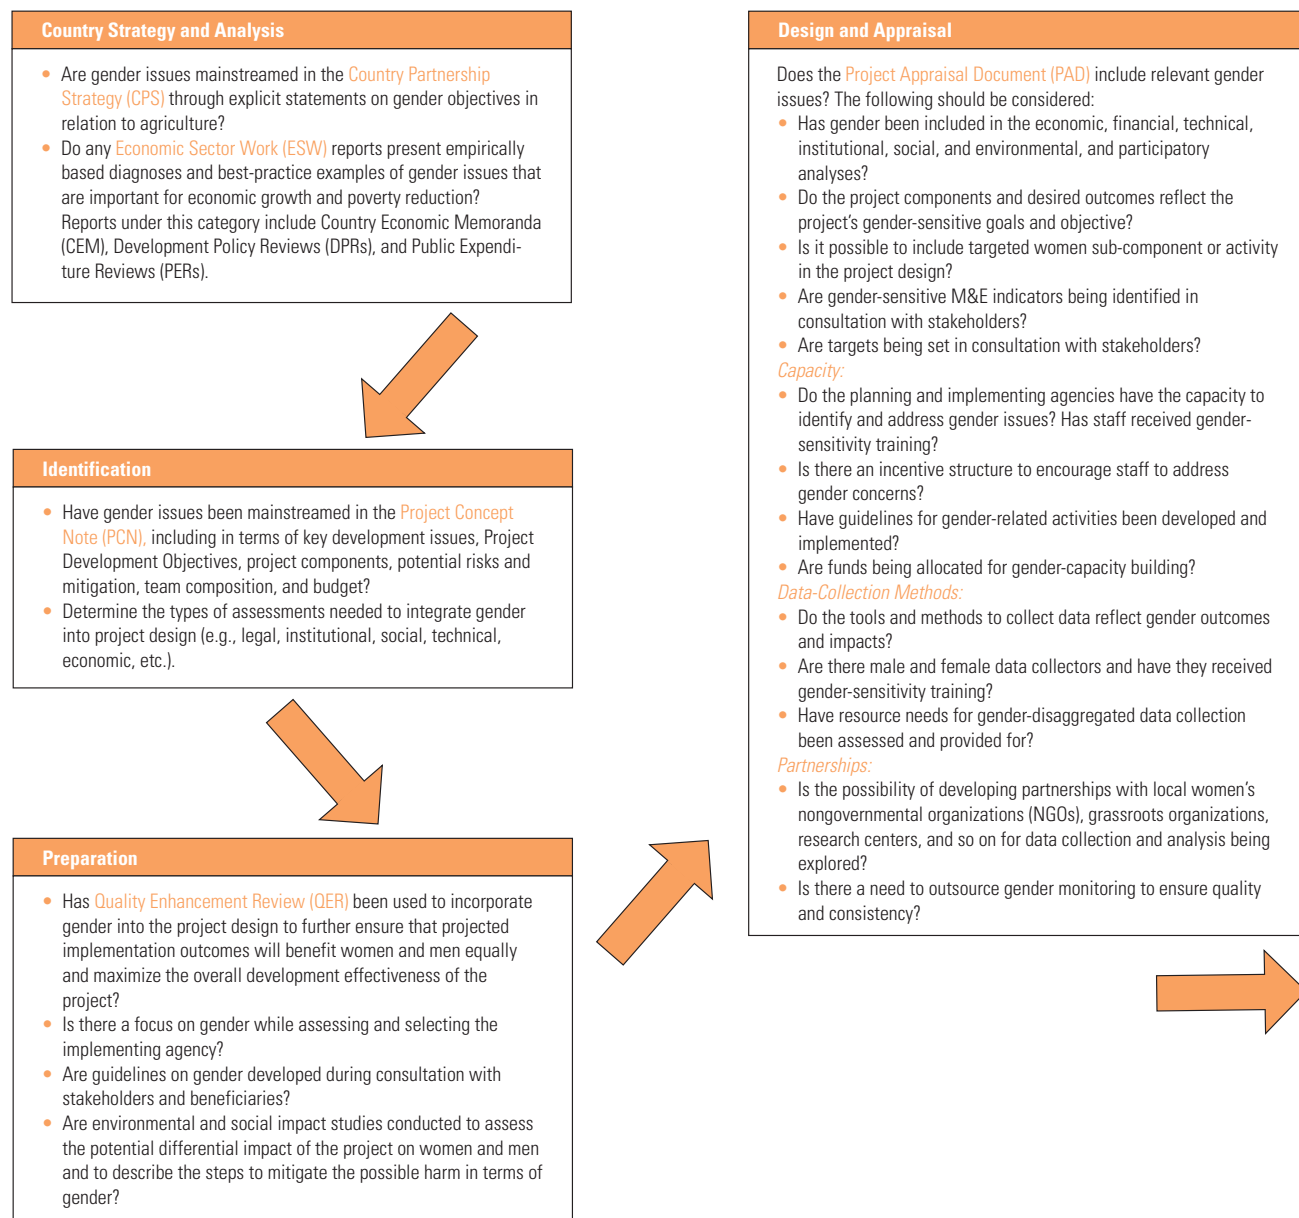 Country Strategy and Analysis
• Are gender issues mainstreamed in the Country Partnership
Strategy (CPS) through explicit statements on gender objectives in
relation to agriculture?
• Do any Economic Sector Work (ESW) reports present empirically
based diagnoses and best-practice examples of gender issues that
are important for economic growth and poverty reduction?
Reports under this category include Country Economic Memoranda
(CEM), Development Policy Reviews (DPRs), and Public Expendi-
ture Reviews (PERs).
Identification
• Have gender issues been mainstreamed in the Project Concept
Note (PCN), including in terms of key development issues, Project
Development Objectives, project components, potential risks and
mitigation, team composition, and budget?
• Determine the types of assessments needed to integrate gender
into project design (e.g., legal, institutional, social, technical,
economic, etc.).
Preparation
• Has Quality Enhancement Review (QER) been used to incorporate
gender into the project design to further ensure that projected
implementation outcomes will benefit women and men equally
and maximize the overall development effectiveness of the
project?
• Is there a focus on gender while assessing and selecting the
implementing agency?
• Are guidelines on gender developed during consultation with
stakeholders and beneficiaries?
• Are environmental and social impact studies conducted to assess
the potential differential impact of the project on women and men
and to describe the steps to mitigate the possible harm in terms of
gender?
Design and Appraisal
Does the Project Appraisal Document (PAD) include relevant gender
issues? The following should be considered:
• Has gender been included in the economic, financial, technical,
institutional, social, and environmental, and participatory
analyses?
• Do the project components and desired outcomes reflect the
project's gender-sensitive goals and objective?
• Is it possible to include targeted women sub-component or activity
in the project design?
• Are gender-sensitive M&E indicators being identified in
consultation with stakeholders?
• Are targets being set in consultation with stakeholders?
Capacity:
• Do the planning and implementing agencies have the capacity to
identify and address gender issues? Has staff received gender-
sensitivity training?
• Is there an incentive structure to encourage staff to address
gender concerns?
• Have guidelines for gender-related activities been developed and
implemented?
• Are funds being allocated for gender-capacity building?
Data-Collection Methods:
• Do the tools and methods to collect data reflect gender outcomes
and impacts?
• Are there male and female data collectors and have they received
gender-sensitivity training?
• Have resource needs for gender-disaggregated data collection
been assessed and provided for?
Partnerships:
• Is the possibility of developing partnerships with local women's
nongovernmental organizations (NGOs), grassroots organizations,
research centers, and so on for data collection and analysis being
explored?
• Is there a need to outsource gender monitoring to ensure quality
and consistency?